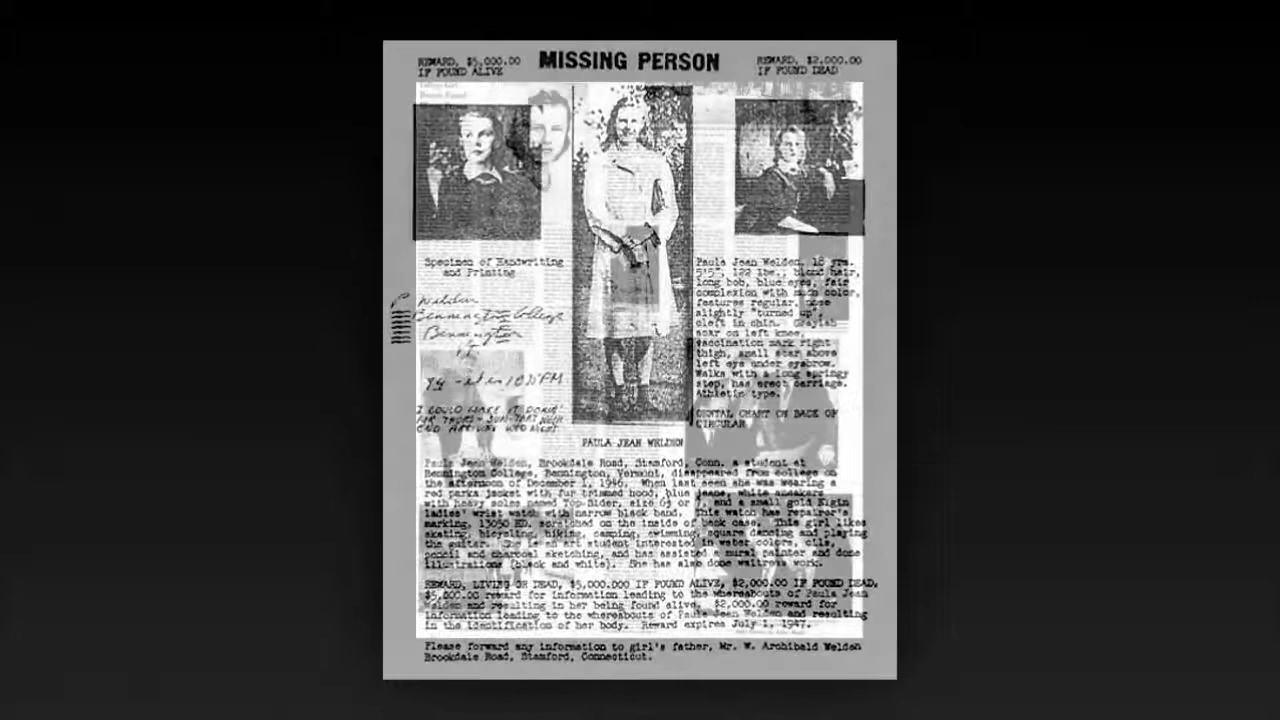 REWARD, $5,000.00
IF FOUND ALIVE
MISSING PERSON
REWARD, $2,000.00
IF FOUND DEAD
Specimen of Handwriting
and Printing
Welden
Bennington College
Bennington
Vt
PAULA JEAN WELDEN
Paula Jean Welden, 18 yrs.
5'5", 122 lbs., blond hair,
long bob, blue eyes, fair
complexion with much color,
features regular, nose
slightly "turned up",
cleft in chin. Grayish
scar on left knee,
vaccination mark right
thigh, small scar above
left eye under eyebrow.
Walks with a long springy
step, has erect carriage.
Athletic type.
DENTAL CHART ON BACK OF
CIRCULAR
Paula Jean Welden, Brookdale Road, Stamford, Conn. a student at
Bennington College, Bennington, Vermont, disappeared from college on
the afternoon of December 1, 1946. When last seen she was wearing a
red parka jacket with fur trimmed hood, blue jeans, white sneakers
with heavy soles named Top-Sider, size 6½ or 7, and a small gold Elgin
ladies' wrist watch with narrow black band. This watch has repairer's
marking, 13050 HD. scratched on the inside of back case. This girl likes
skating, bicycling, hiking, camping, swimming, square dancing and playing
the guitar. She is an art student interested in water colors, oils,
pencil and charcoal sketching, and has assisted a mural painter and done
illustrations (black and white). She has also done waitress work.
REWARD, LIVING OR DEAD, $5,000.000 IF FOUND ALIVE, $2,000.00 IF FOUND DEAD,
$5,000.00 reward for information leading to the whereabouts of Paula Jean
Welden and resulting in her being found alive. $2,000.00 reward for
information leading to the whereabouts of Paula Jean Welden and resulting
in the identification of her body. Reward expires July 1, 1947.
Please forward any information to girl's father, Mr. W. Archibald Welden
Brookdale Road, Stamford, Connecticut.